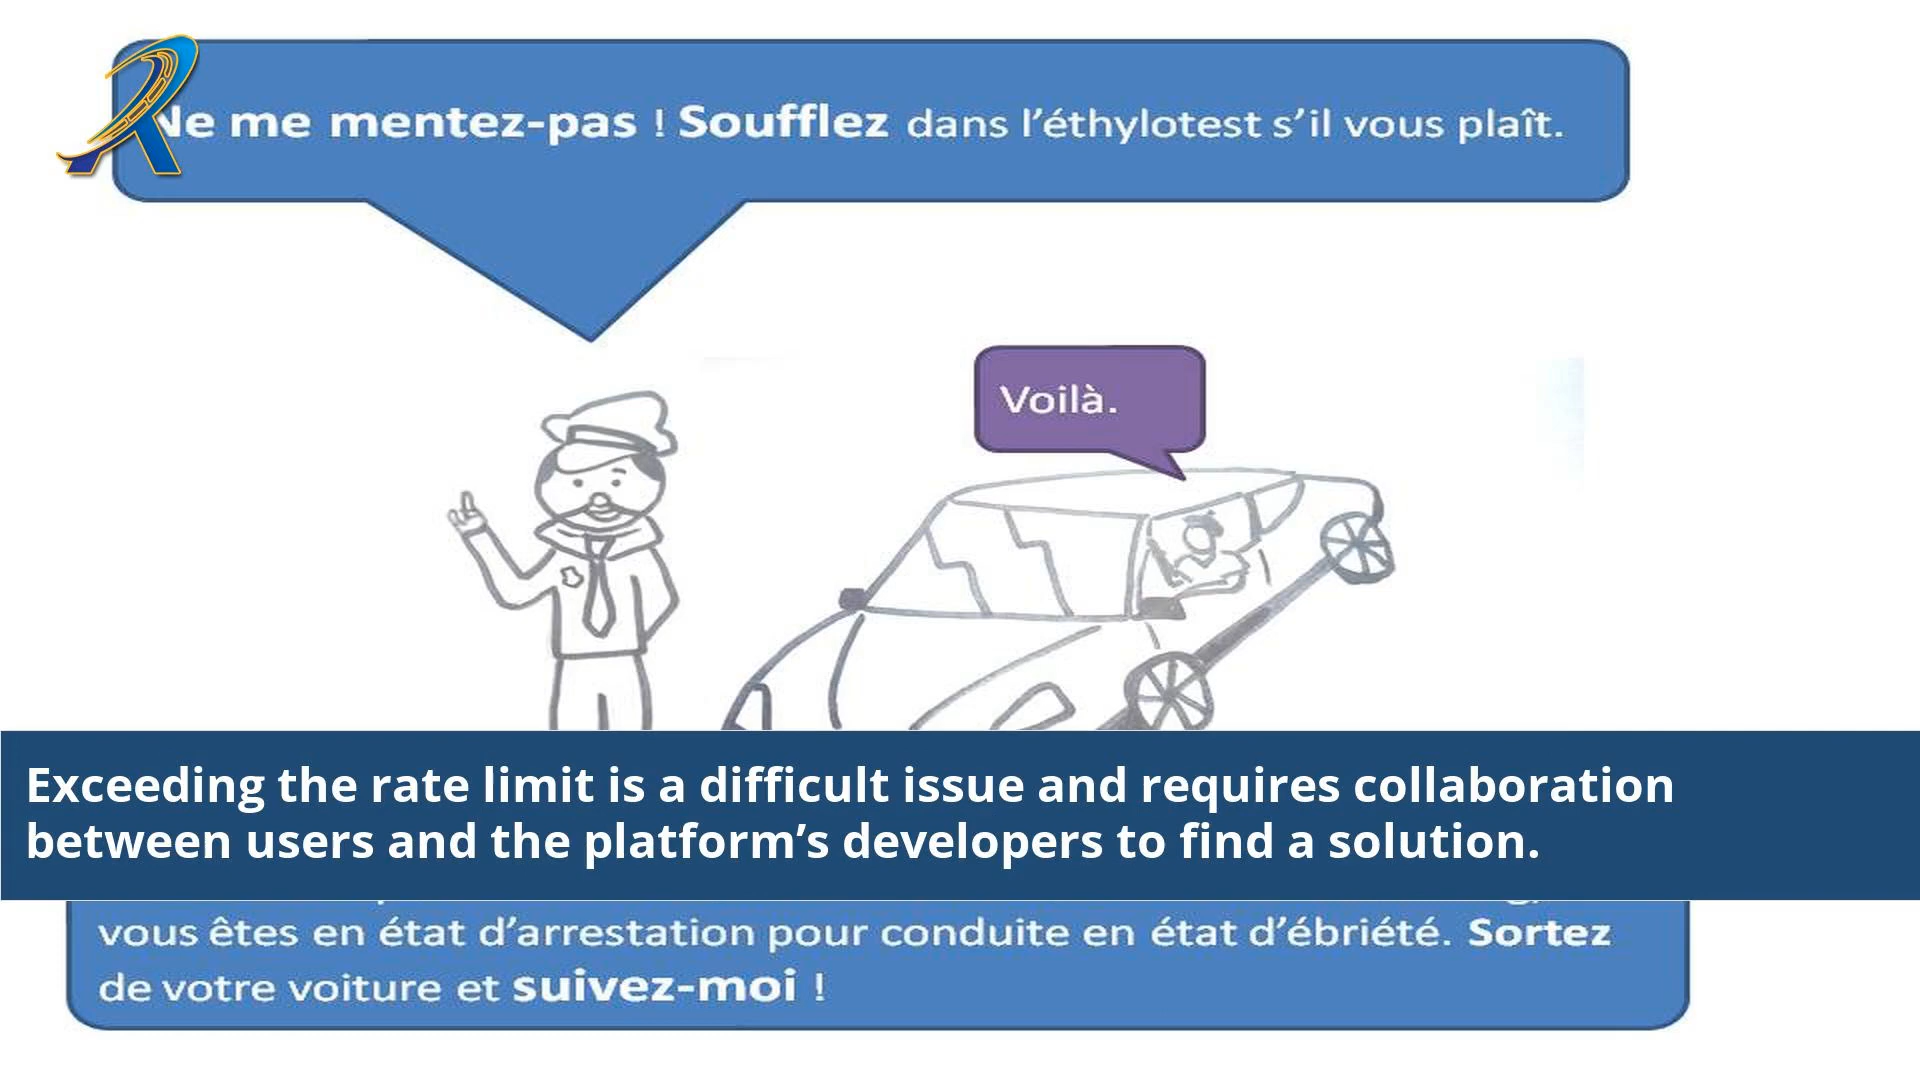 Ne me mentez-pas ! Soufflez dans l’éthylotest s’il vous plaît.
Voilà.
Exceeding the rate limit is a difficult issue and requires collaboration
between users and the platform’s developers to find a solution.
vous êtes en état d’arrestation pour conduite en état d’ébriété. Sortez
de votre voiture et suivez-moi !